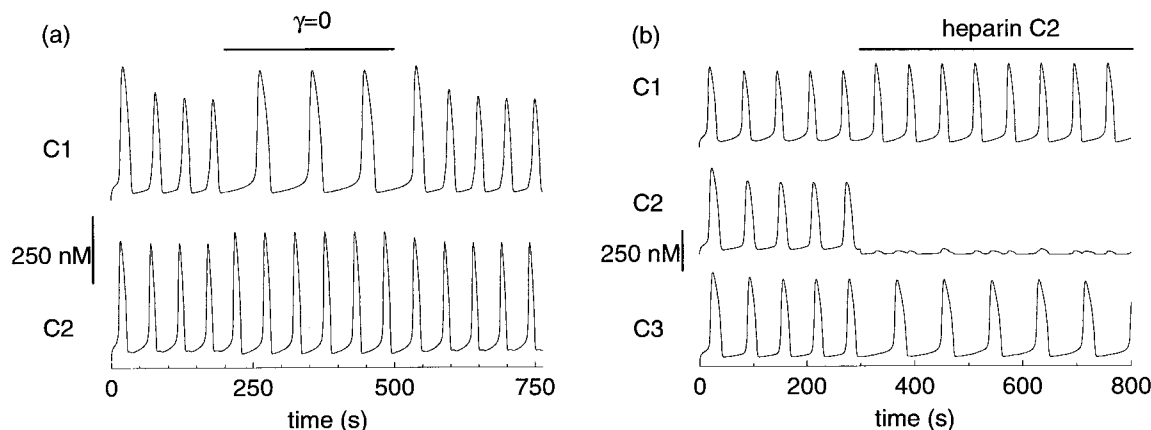 (a)
γ=0
C1
250 nM
C2
0
250
500
750
time (s)
(b)
heparin C2
C1
C2
250 nM
C3
0
200
400
600
800
time (s)